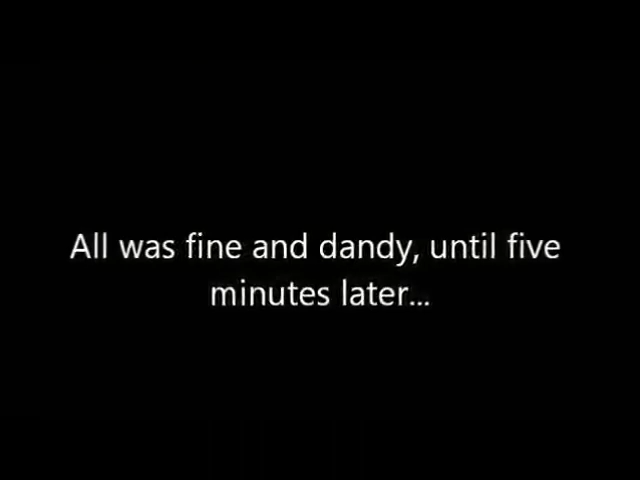 All was fine and dandy, until five
minutes later...